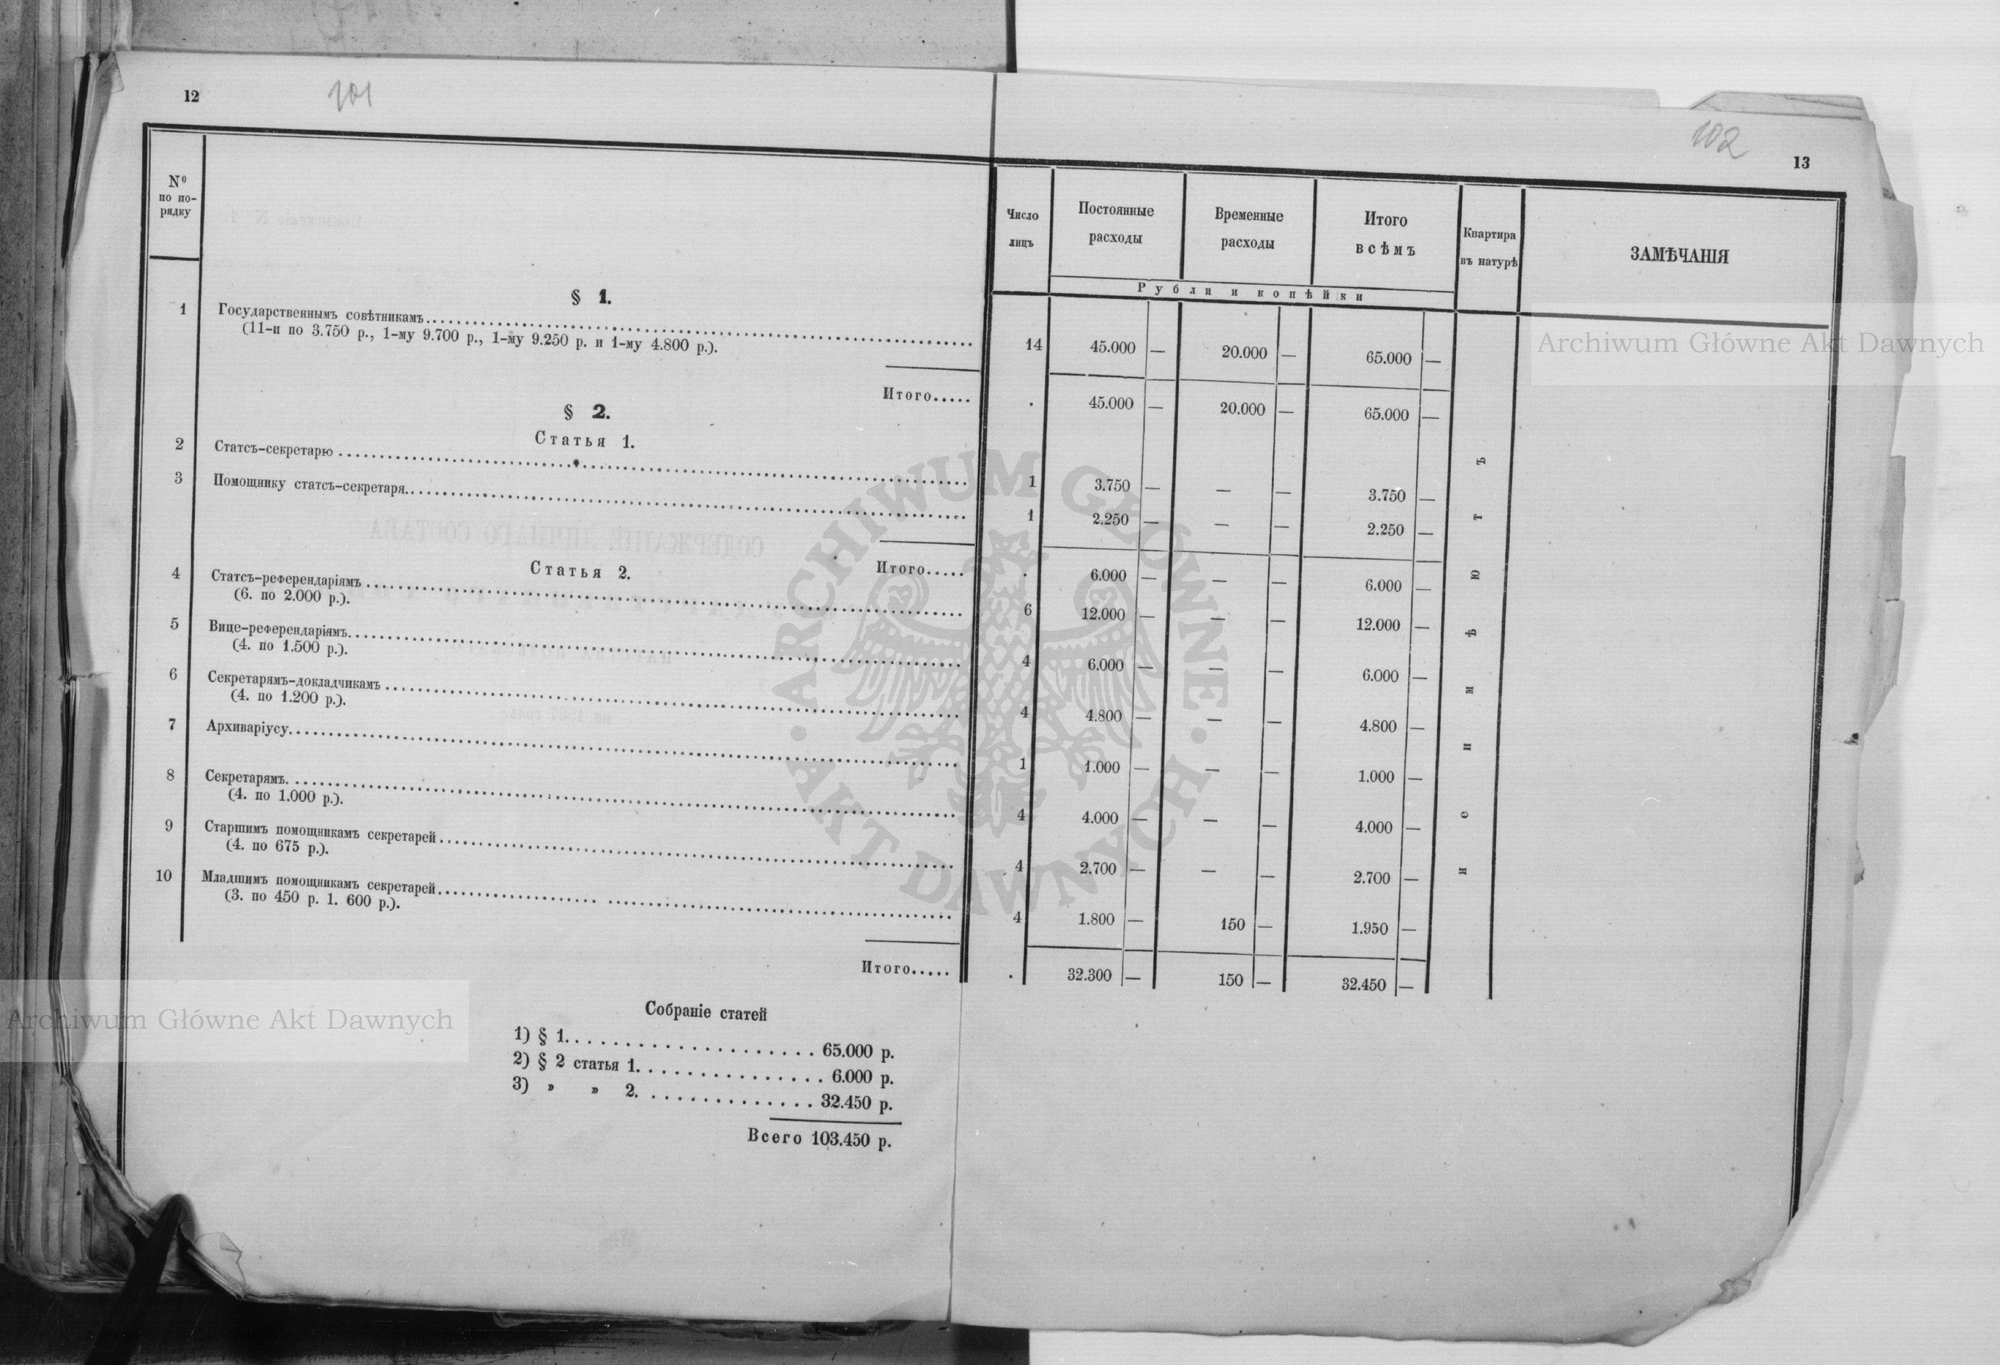 12
101
102
13
№ по порядку
Число лицъ
Постоянные расходы
Временные расходы
Итого всѣмъ
Квартира въ натурѣ
ЗАМѢЧАНІЯ
Рубли и копѣйки
§ 1.
1 Государственнымъ совѣтникамъ 14 45.000 — 20.000 — 65.000 —
(11-и по 3.750 р., 1-му 9.700 р., 1-му 9.250 р. и 1-му 4.800 р.).
Итого..... . 45.000 — 20.000 — 65.000 —
§ 2.
Статья 1.
2 Статсъ-секретарю 1 3.750 — — — 3.750 —
3 Помощнику статсъ-секретаря 1 2.250 — — — 2.250 —
Итого..... . 6.000 — — — 6.000 —
Статья 2.
4 Статсъ-референдаріямъ 6 12.000 — — — 12.000 —
(6. по 2.000 р.).
5 Вице-референдаріямъ 4 6.000 — — — 6.000 —
(4. по 1.500 р.).
6 Секретарямъ-докладчикамъ 4 4.800 — — — 4.800 —
(4. по 1.200 р.).
7 Архиваріусу 1 1.000 — — — 1.000 —
8 Секретарямъ 4 4.000 — — — 4.000 —
(4. по 1.000 р.).
9 Старшимъ помощникамъ секретарей 4 2.700 — — — 2.700 —
(4. по 675 р.).
10 Младшимъ помощникамъ секретарей 4 1.800 — 150 — 1.950 —
(3. по 450 р. 1. 600 р.).
Итого..... . 32.300 — 150 — 32.450 —
не имѣютъ
Собраніе статей
1) § 1. 65.000 р.
2) § 2 статья 1. 6.000 р.
3) » » 2. 32.450 р.
Всего 103.450 р.
Archiwum Główne Akt Dawnych
Archiwum Główne Akt Dawnych
ARCHIWUM GŁÓWNE · AKT DAWNYCH ·